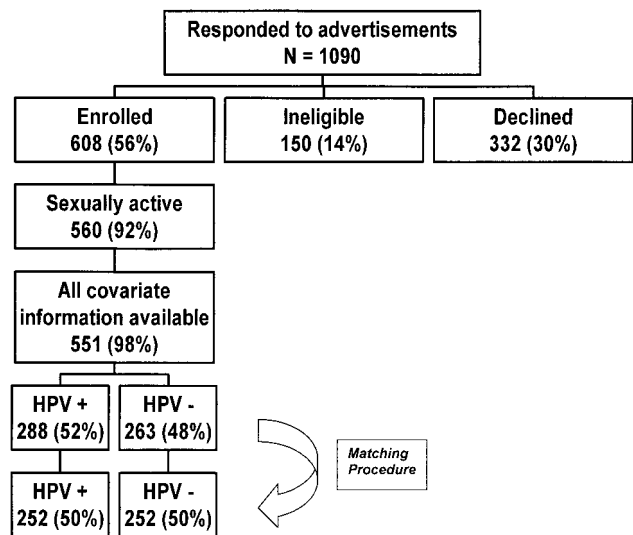 Responded to advertisements
N = 1090
Enrolled
608 (56%)
Ineligible
150 (14%)
Declined
332 (30%)
Sexually active
560 (92%)
All covariate
information available
551 (98%)
HPV +
288 (52%)
HPV -
263 (48%)
Matching
Procedure
HPV +
252 (50%)
HPV -
252 (50%)